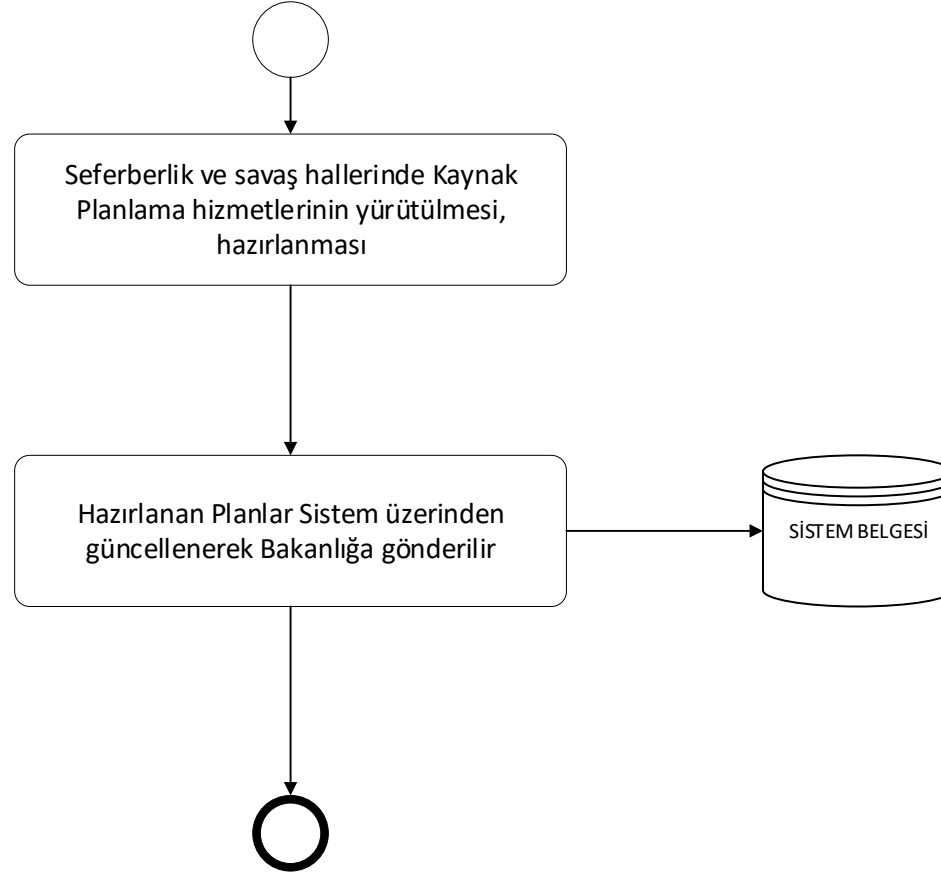 Seferberlik ve savaş hallerinde Kaynak
Planlama hizmetlerinin yürütülmesi,
hazırlanması
Hazırlanan Planlar Sistem üzerinden
güncellenerek Bakanlığa gönderilir
SİSTEM BELGESİ